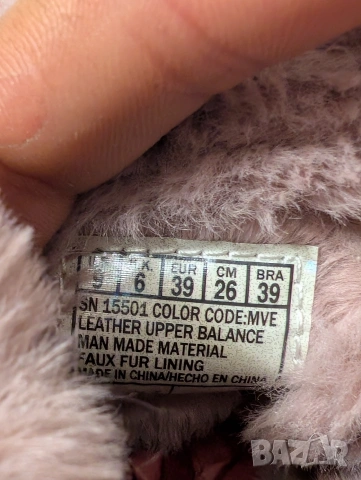 EUR CM BRA
9 6 39 26 39
SN 15501 COLOR CODE:MVE
LEATHER UPPER BALANCE
MAN MADE MATERIAL
FAUX FUR LINING
MADE IN CHINA/HECHO EN CHINA
BAZAR